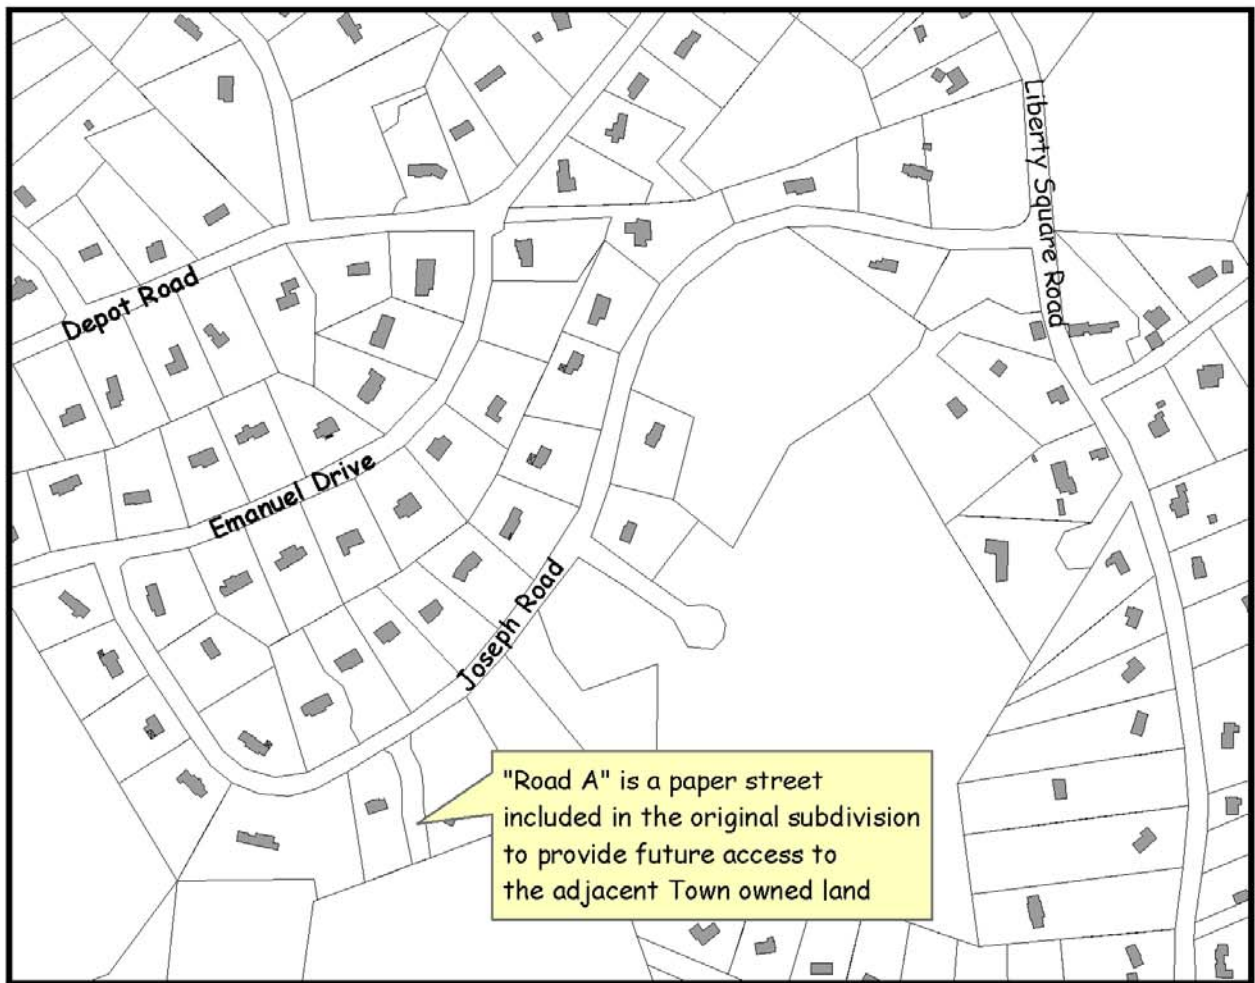 Liberty Square Road
Depot Road
Emanuel Drive
Joseph Road
"Road A" is a paper street
included in the original subdivision
to provide future access to
the adjacent Town owned land